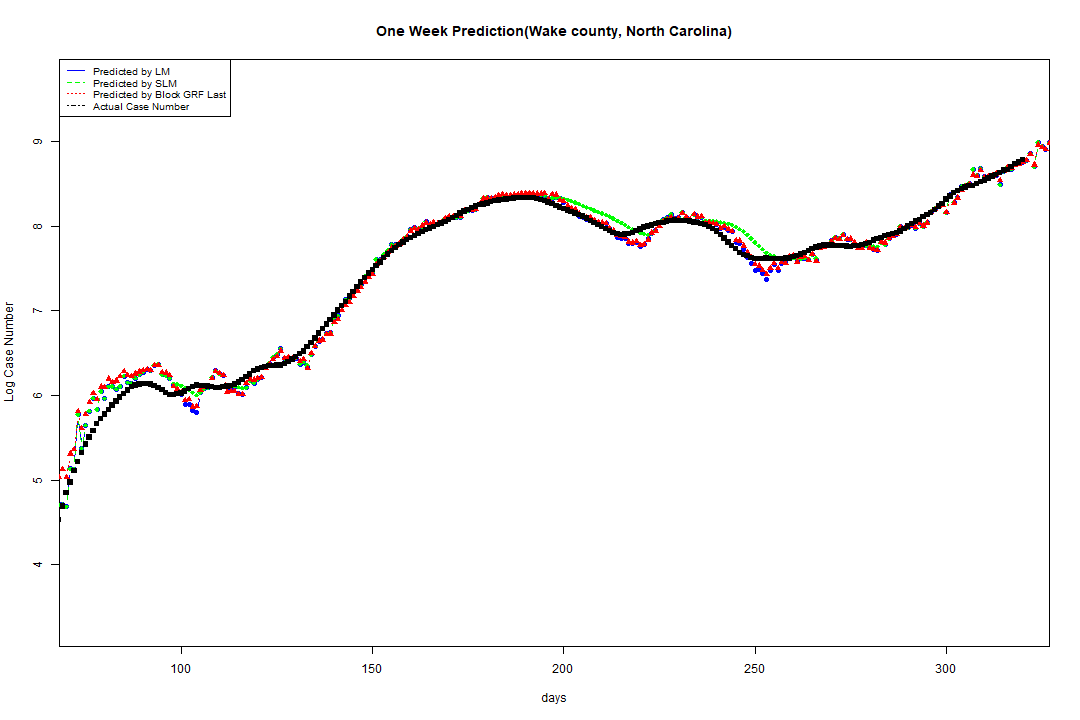 One Week Prediction(Wake county, North Carolina)
Predicted by LM
Predicted by SLM
Predicted by Block GRF Last
Actual Case Number
9
8
7
6
5
4
Log Case Number
100 150 200 250 300
days